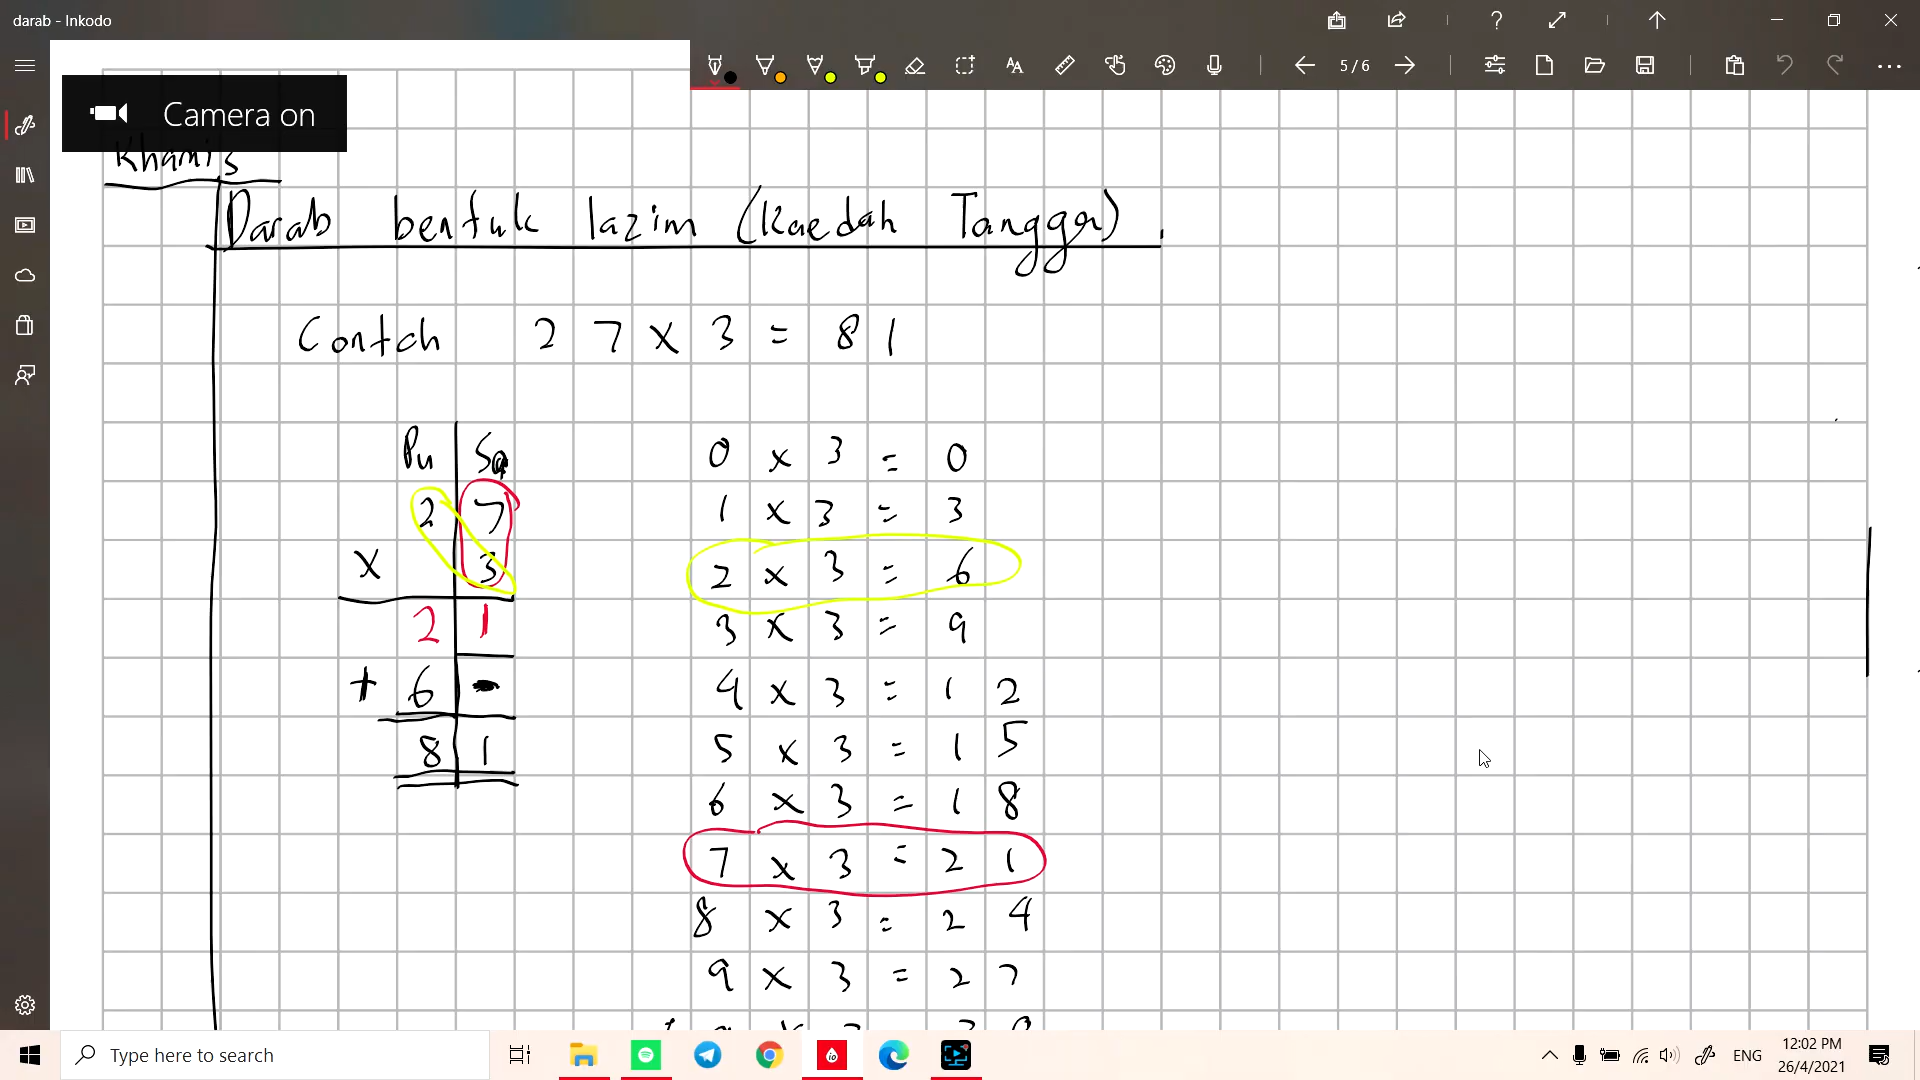 darab - Inkodo
5 / 6
Camera on
Khamis
Darab bentuk lazim (Kaedah Tangga).
Contoh 27 x 3 = 81
Pu Sa
2 7
x 3
2 1
+ 6 -
8 1
0 x 3 = 0
1 x 3 = 3
2 x 3 = 6
3 x 3 = 9
4 x 3 = 12
5 x 3 = 15
6 x 3 = 18
7 x 3 = 21
8 x 3 = 24
9 x 3 = 27
Type here to search
ENG
12:02 PM
26/4/2021